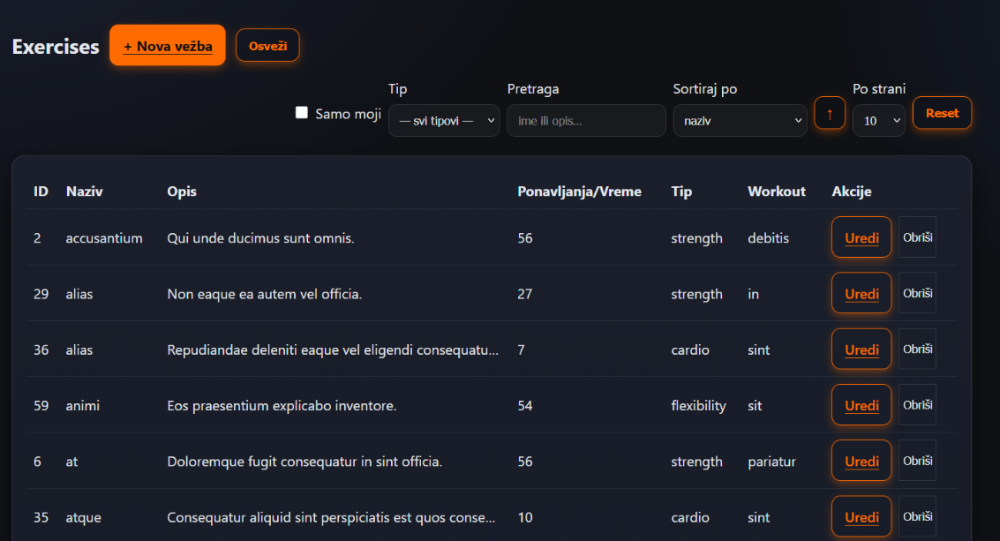 Exercises + Nova vežba Osveži
Tip Pretraga Sortiraj po Po strani
Samo moji — svi tipovi — ime ili opis... naziv ↑ 10 Reset
ID Naziv Opis Ponavljanja/Vreme Tip Workout Akcije
2 accusantium Qui unde ducimus sunt omnis. 56 strength debitis Uredi Obriši
29 alias Non eaque ea autem vel officia. 27 strength in Uredi Obriši
36 alias Repudiandae deleniti eaque vel eligendi consequatu... 7 cardio sint Uredi Obriši
59 animi Eos praesentium explicabo inventore. 54 flexibility sit Uredi Obriši
6 at Doloremque fugit consequatur in sint officia. 56 strength pariatur Uredi Obriši
35 atque Consequatur aliquid sint perspiciatis est quos conse... 10 cardio sint Uredi Obriši